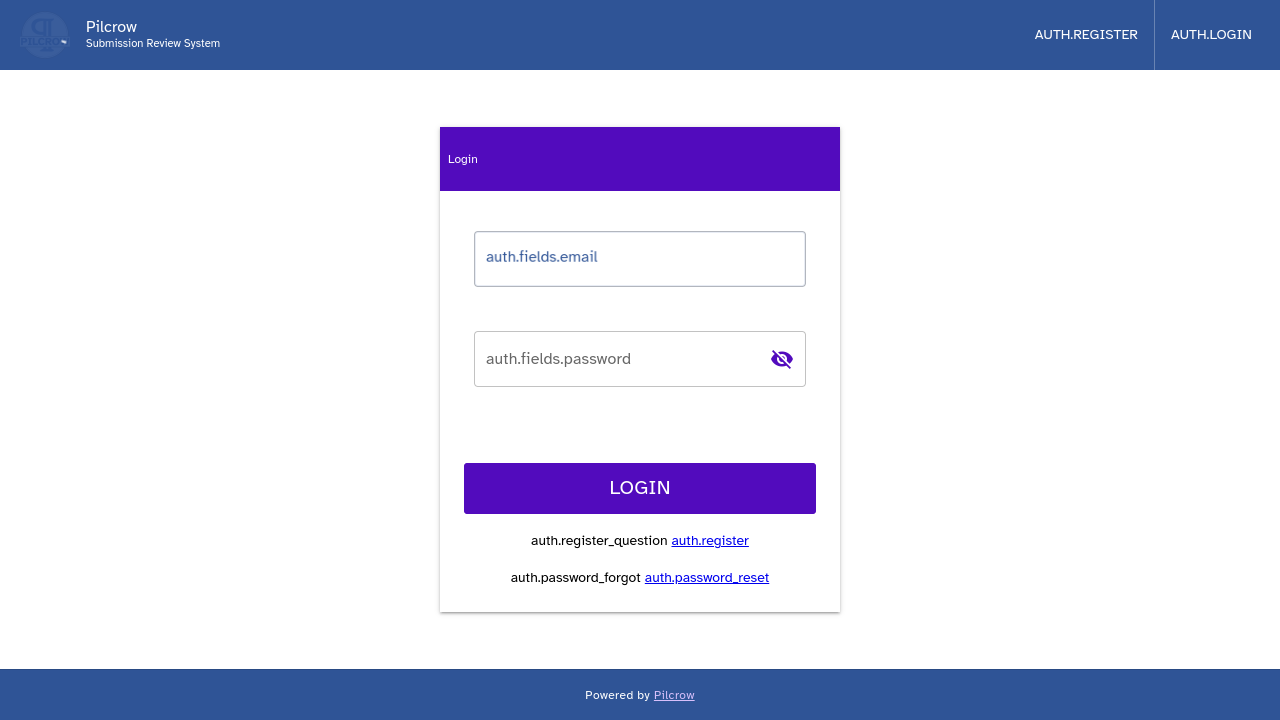 Pilcrow
Submission Review System
AUTH.REGISTER
AUTH.LOGIN
Login
auth.fields.email
auth.fields.password
LOGIN
auth.register_question auth.register
auth.password_forgot auth.password_reset
Powered by Pilcrow